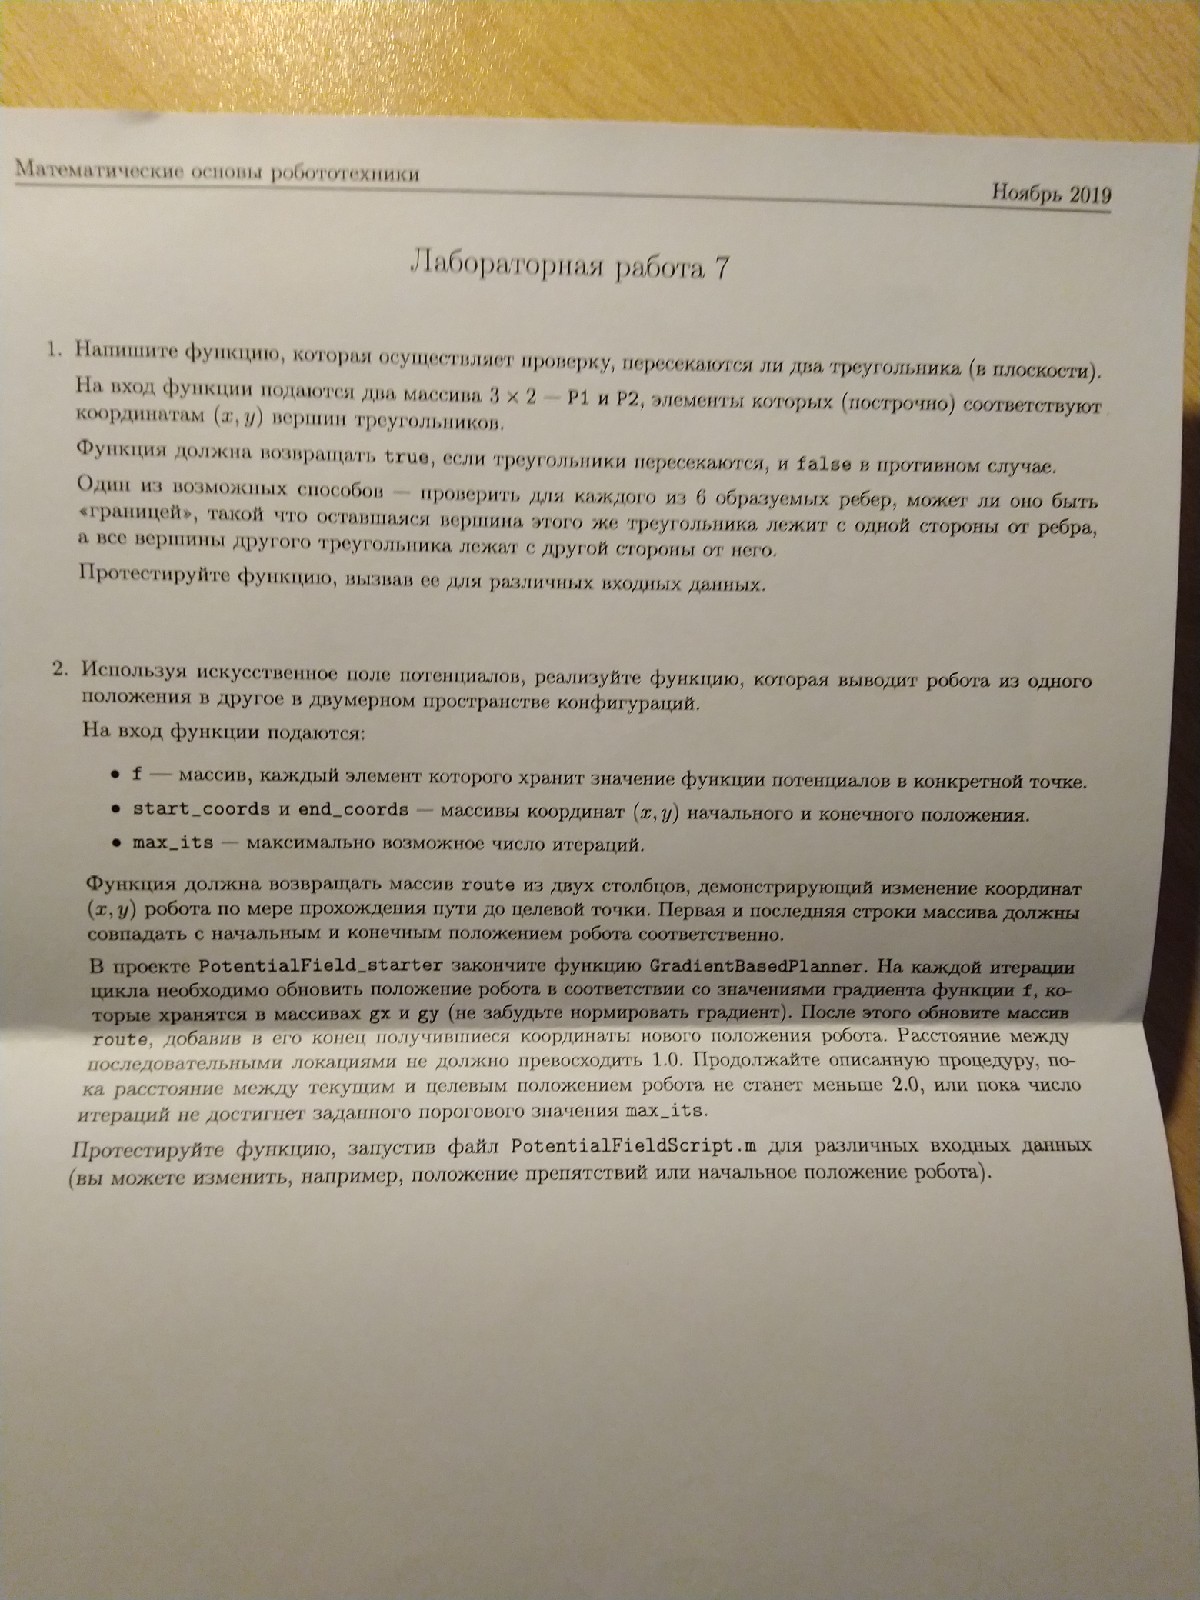 Математические основы робототехники
Ноябрь 2019
Лабораторная работа 7
1. Напишите функцию, которая осуществляет проверку, пересекаются ли два треугольника (в плоскости).
На вход функции подаются два массива 3 × 2 — P1 и P2, элементы которых (построчно) соответствуют
координатам (x, y) вершин треугольников.
Функция должна возвращать true, если треугольники пересекаются, и false в противном случае.
Один из возможных способов — проверить для каждого из 6 образуемых ребер, может ли оно быть
«границей», такой что оставшаяся вершина этого же треугольника лежит с одной стороны от ребра,
а все вершины другого треугольника лежат с другой стороны от него.
Протестируйте функцию, вызвав ее для различных входных данных.
2. Используя искусственное поле потенциалов, реализуйте функцию, которая выводит робота из одного
положения в другое в двумерном пространстве конфигураций.
На вход функции подаются:
• f — массив, каждый элемент которого хранит значение функции потенциалов в конкретной точке.
• start_coords и end_coords — массивы координат (x, y) начального и конечного положения.
• max_its — максимально возможное число итераций.
Функция должна возвращать массив route из двух столбцов, демонстрирующий изменение координат
(x, y) робота по мере прохождения пути до целевой точки. Первая и последняя строки массива должны
совпадать с начальным и конечным положением робота соответственно.
В проекте PotentialField_starter закончите функцию GradientBasedPlanner. На каждой итерации
цикла необходимо обновить положение робота в соответствии со значениями градиента функции f, ко-
торые хранятся в массивах gx и gy (не забудьте нормировать градиент). После этого обновите массив
route, добавив в его конец получившиеся координаты нового положения робота. Расстояние между
последовательными локациями не должно превосходить 1.0. Продолжайте описанную процедуру, по-
ка расстояние между текущим и целевым положением робота не станет меньше 2.0, или пока число
итераций не достигнет заданного порогового значения max_its.
Протестируйте функцию, запустив файл PotentialFieldScript.m для различных входных данных
(вы можете изменить, например, положение препятствий или начальное положение робота).